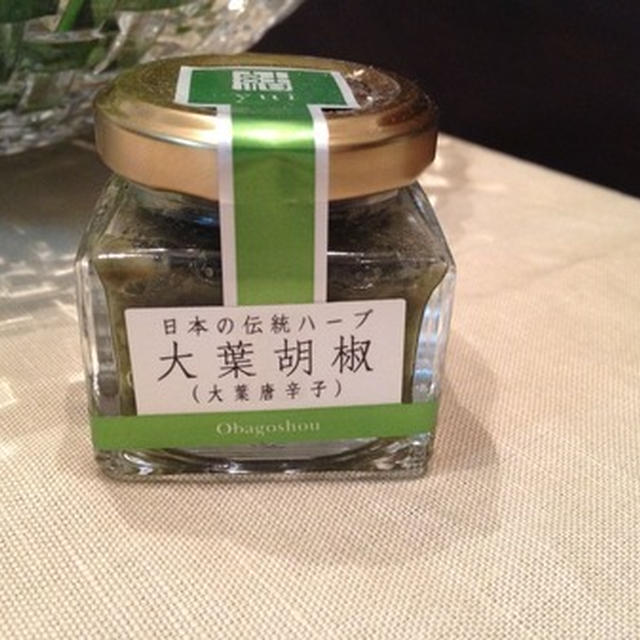 日本の伝統ハーブ
大葉胡椒
(大葉唐辛子)
Obagoshou